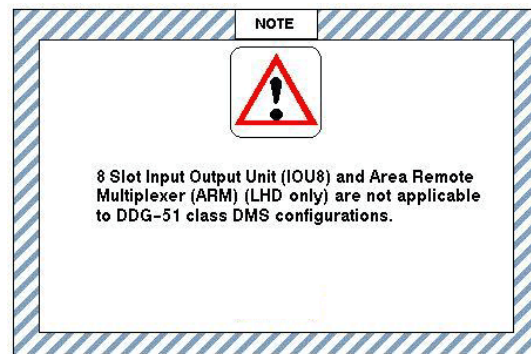 NOTE
8 Slot Input Output Unit (IOU8) and Area Remote
Multiplexer (ARM) (LHD only) are not applicable
to DDG-51 class DMS configurations.